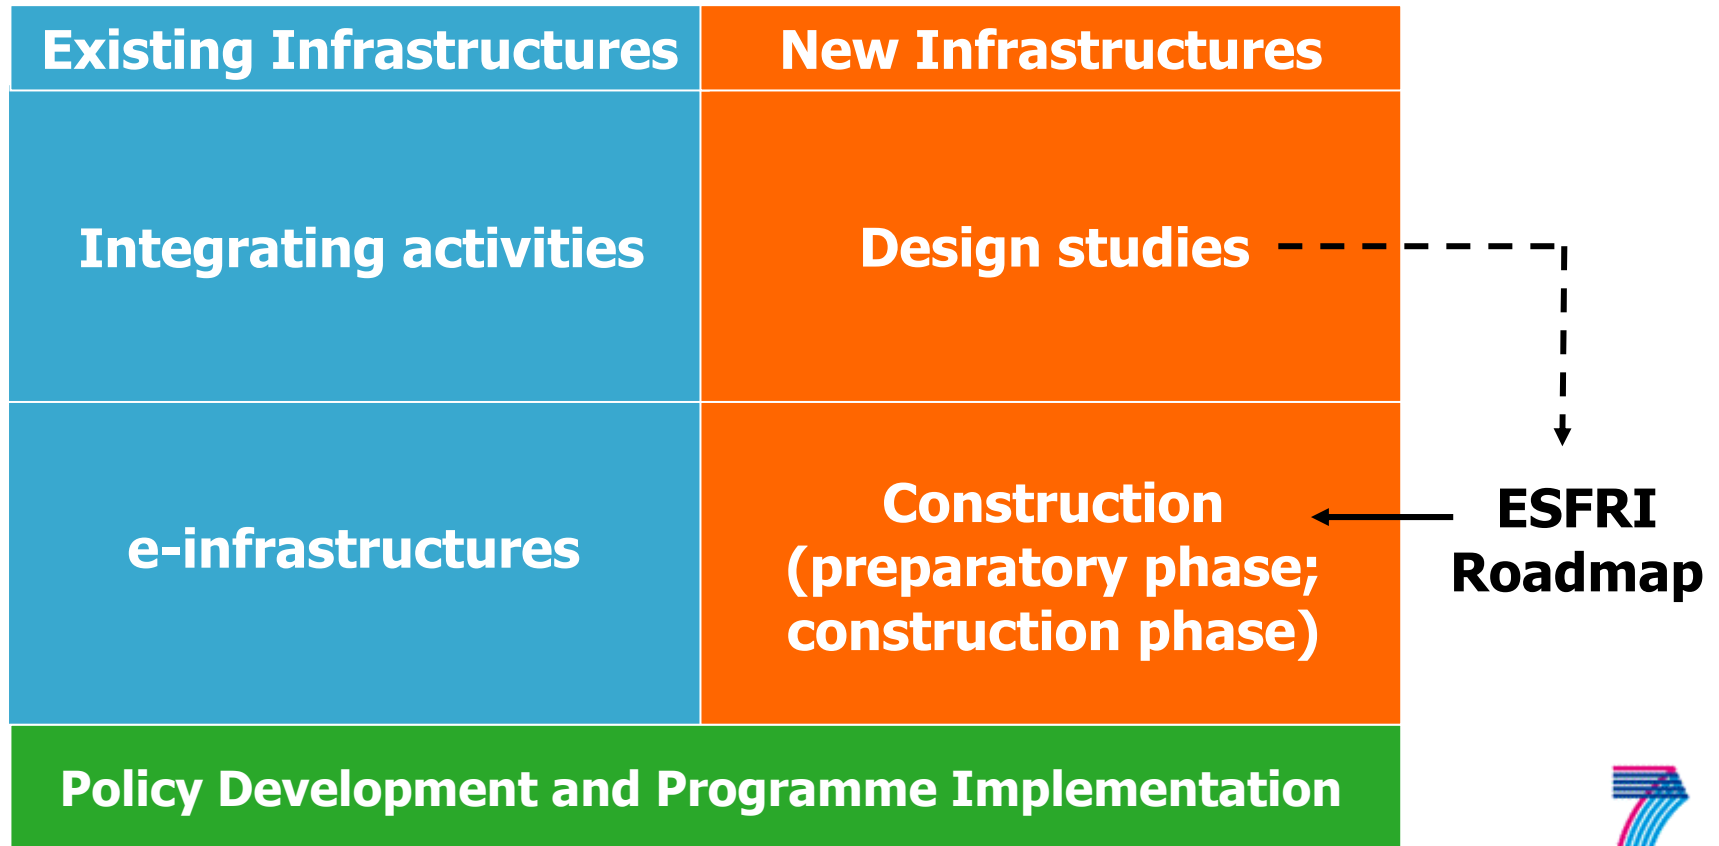 Existing Infrastructures
New Infrastructures
Integrating activities
Design studies
e-infrastructures
Construction
(preparatory phase;
construction phase)
ESFRI
Roadmap
Policy Development and Programme Implementation
7